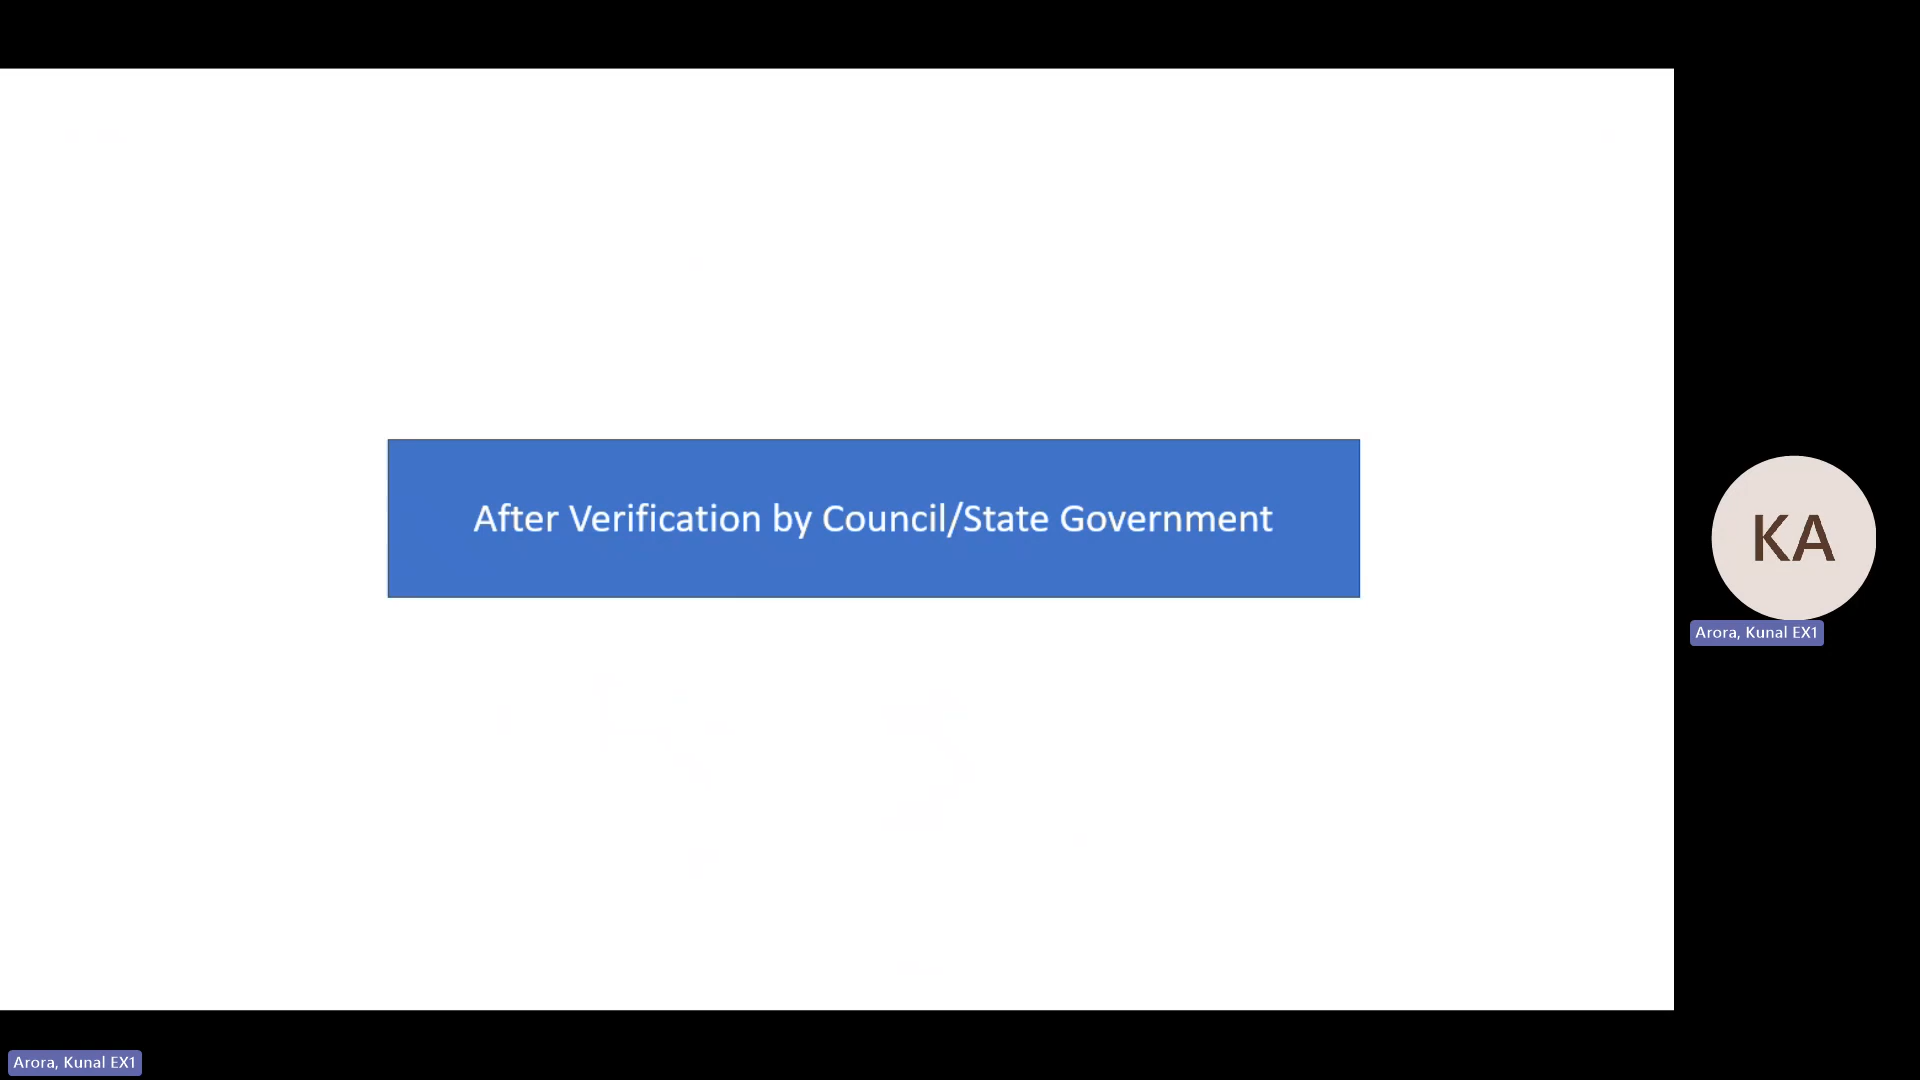 After Verification by Council/State Government
KA
Arora, Kunal EX1
Arora, Kunal EX1